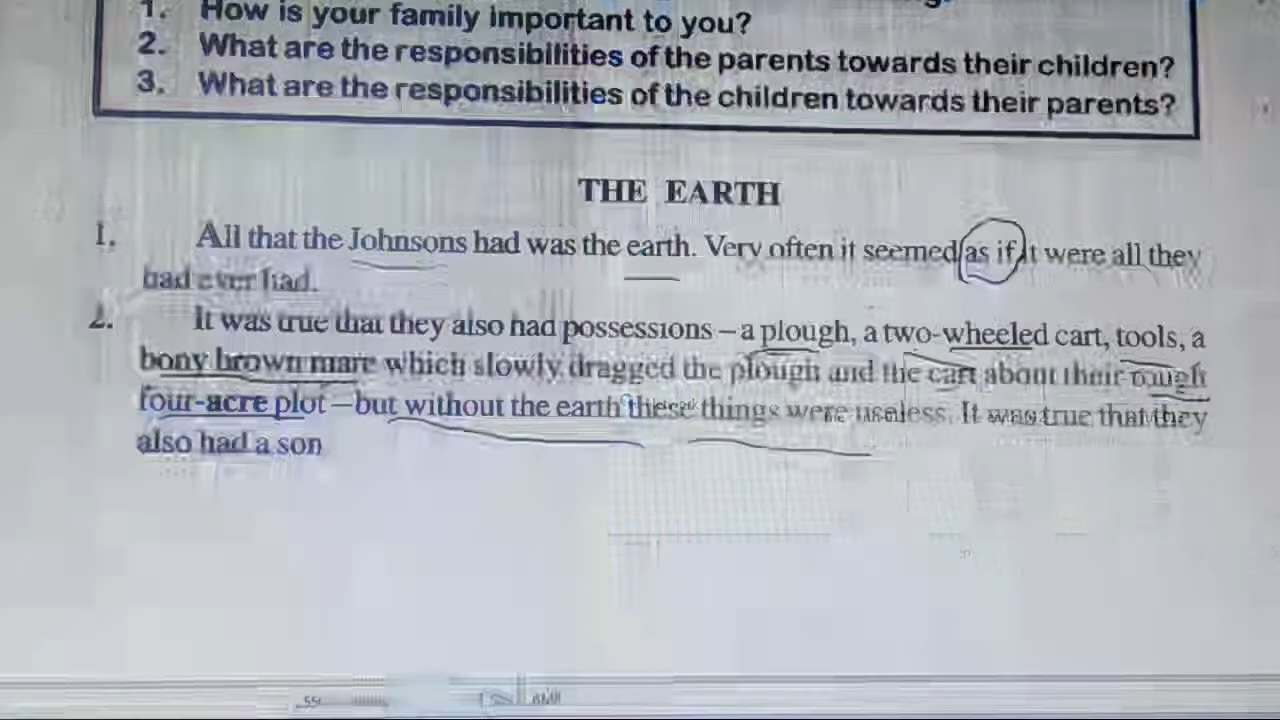 1. How is your family important to you?
2. What are the responsibilities of the parents towards their children?
3. What are the responsibilities of the children towards their parents?
THE EARTH
1. All that the Johnsons had was the earth. Very often it seemed as if it were all they
had ever had.
2. It was true that they also had possessions – a plough, a two-wheeled cart, tools, a
bony brown mare which slowly dragged the plough and the cart about their rough
four-acre plot – but without the earth these things were useless. It was true that they
also had a son